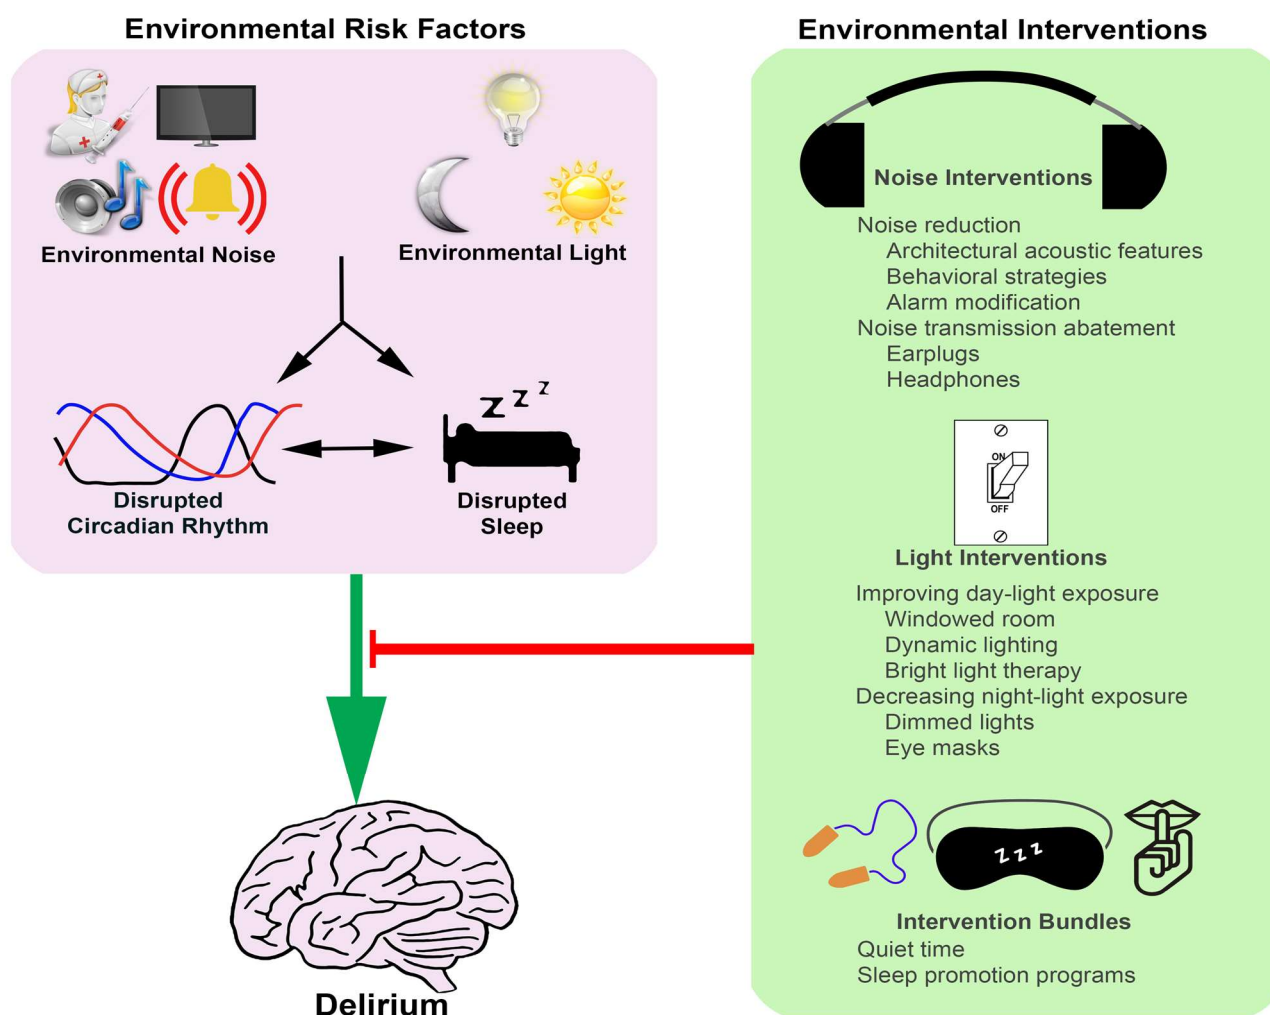 Environmental Risk Factors
Environmental Noise
Environmental Light
Disrupted
Circadian Rhythm
z z z
Disrupted
Sleep
Delirium
Environmental Interventions
Noise Interventions
Noise reduction
Architectural acoustic features
Behavioral strategies
Alarm modification
Noise transmission abatement
Earplugs
Headphones
ON
OFF
Light Interventions
Improving day-light exposure
Windowed room
Dynamic lighting
Bright light therapy
Decreasing night-light exposure
Dimmed lights
Eye masks
z z z
Intervention Bundles
Quiet time
Sleep promotion programs